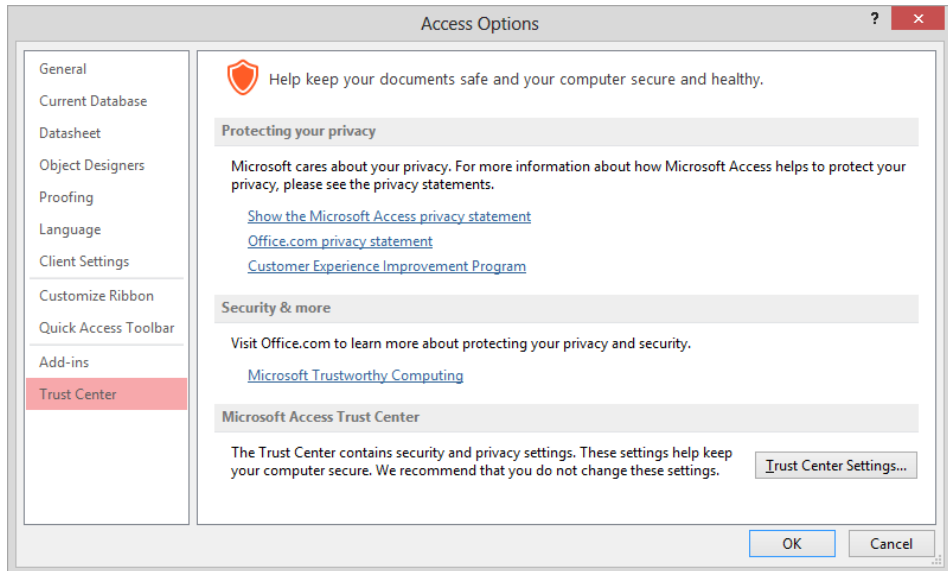 Access Options
?
×
General
Current Database
Datasheet
Object Designers
Proofing
Language
Client Settings
Customize Ribbon
Quick Access Toolbar
Add-ins
Trust Center
Help keep your documents safe and your computer secure and healthy.
Protecting your privacy
Microsoft cares about your privacy. For more information about how Microsoft Access helps to protect your
privacy, please see the privacy statements.
Show the Microsoft Access privacy statement
Office.com privacy statement
Customer Experience Improvement Program
Security & more
Visit Office.com to learn more about protecting your privacy and security.
Microsoft Trustworthy Computing
Microsoft Access Trust Center
The Trust Center contains security and privacy settings. These settings help keep
your computer secure. We recommend that you do not change these settings.
Trust Center Settings...
OK
Cancel